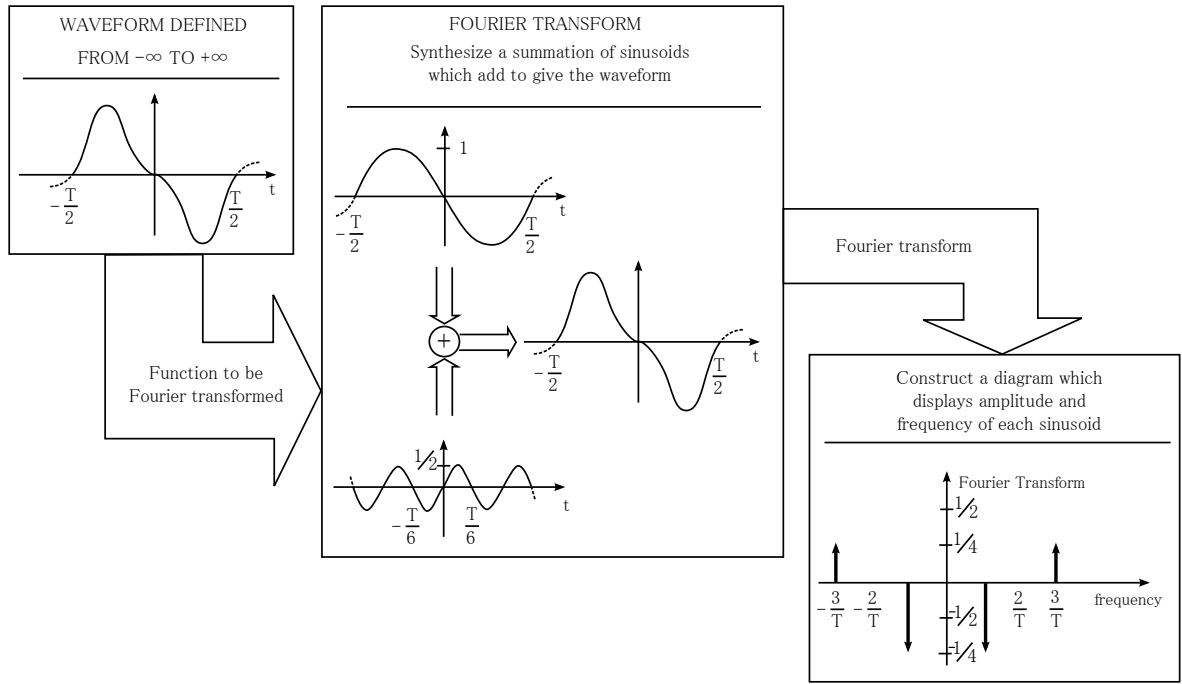 WAVEFORM DEFINED
FROM −∞ TO +∞
t
− T/2
T/2
Function to be
Fourier transformed
FOURIER TRANSFORM
Synthesize a summation of sinusoids
which add to give the waveform
1
t
− T/2
T/2
+
t
− T/2
T/2
1/2
t
− T/6
T/6
Fourier transform
Construct a diagram which
displays amplitude and
frequency of each sinusoid
Fourier Transform
1/2
1/4
− 3/T − 2/T 2/T 3/T frequency
-1/2
-1/4